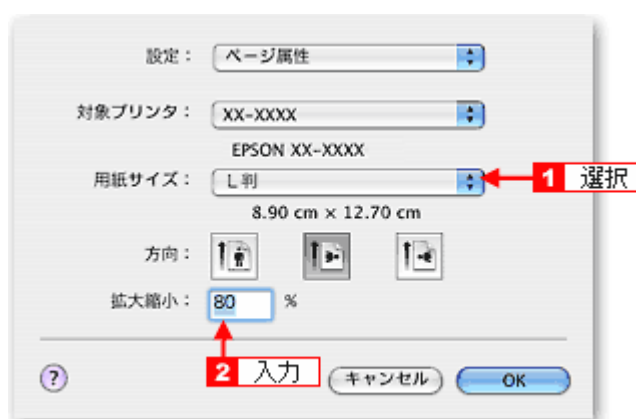 設定： ページ属性
対象プリンタ： XX-XXXX
EPSON XX-XXXX
用紙サイズ： L判 1 選択
8.90 cm × 12.70 cm
方向：
拡大縮小： 80 %
2 入力
? キャンセル OK